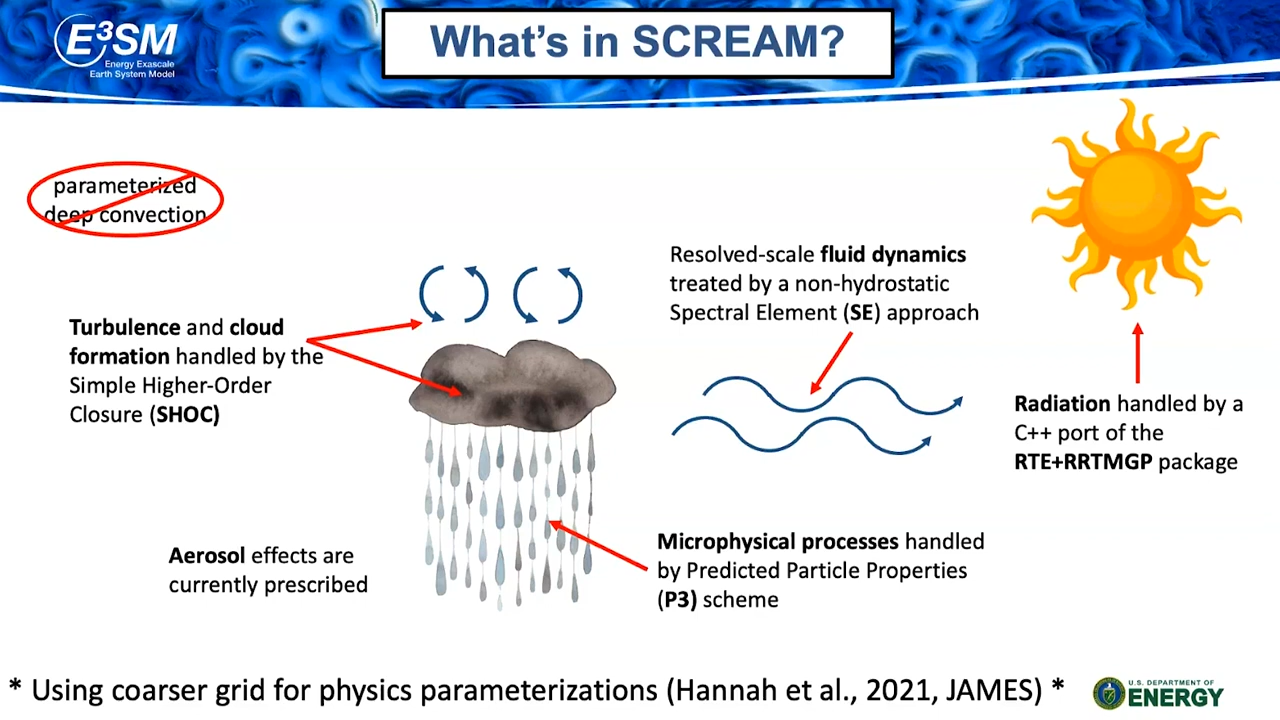 E³SM
Energy Exascale
Earth System Model
What's in SCREAM?
parameterized
deep convection
Turbulence and cloud
formation handled by the
Simple Higher-Order
Closure (SHOC)
Resolved-scale fluid dynamics
treated by a non-hydrostatic
Spectral Element (SE) approach
Radiation handled by a
C++ port of the
RTE+RRTMGP package
Aerosol effects are
currently prescribed
Microphysical processes handled
by Predicted Particle Properties
(P3) scheme
* Using coarser grid for physics parameterizations (Hannah et al., 2021, JAMES) *
U.S. DEPARTMENT OF
ENERGY